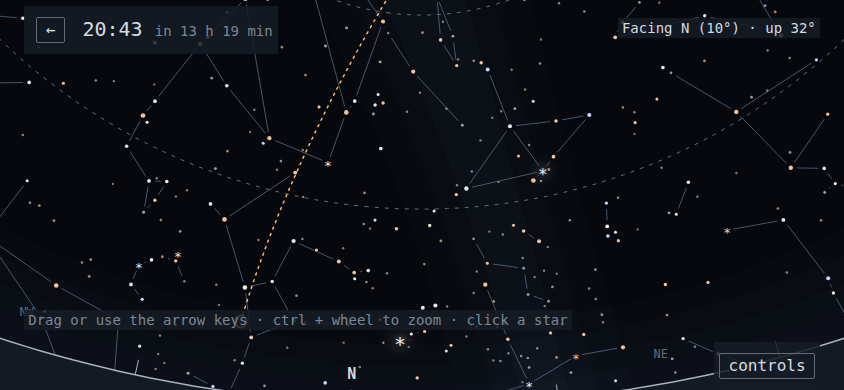 ← 20:43 in 13 h 19 min
Facing N (10°) · up 32°
Drag or use the arrow keys · ctrl + wheel to zoom · click a star
NE
controls
N